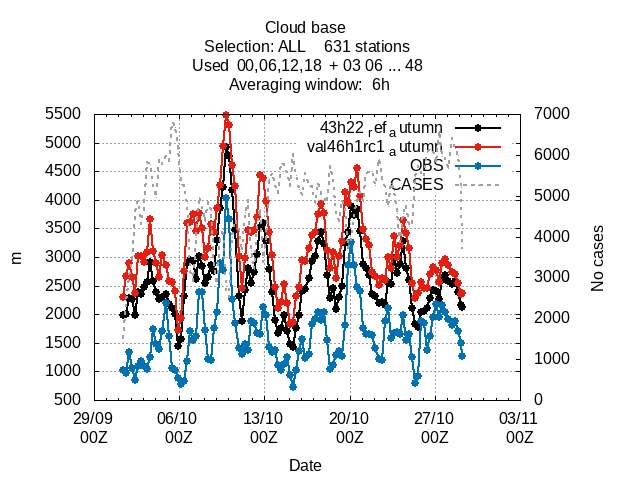 Cloud base
Selection: ALL 631 stations
Used 00,06,12,18 + 03 06 ... 48
Averaging window: 6h
5500 7000
43h22_ref_autumn
5000
val46h1rc1_autumn
6000
4500
OBS
CASES
5000
4000
3500
4000
3000
m
No cases
3000
2500
2000
2000
1500
1000
1000
500 0
29/09 06/10 13/10 20/10 27/10 03/11
00Z 00Z 00Z 00Z 00Z 00Z
Date